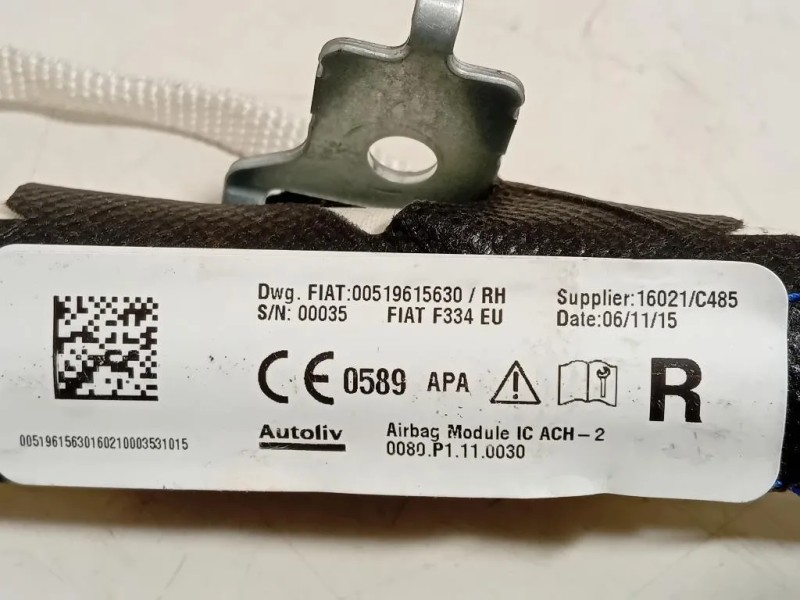 Dwg. FIAT:00519615630 / RH
S/N: 00035 FIAT F334 EU
Supplier:16021/C485
Date:06/11/15
CE 0589 APA
R
Autoliv
Airbag Module IC ACH-2
0080.P1.11.0030
00519615630160210003531015